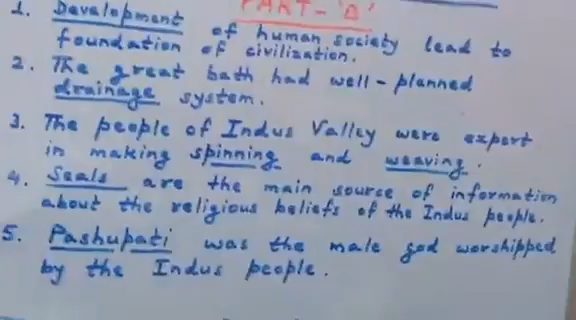 PART-'A'
1. Development of human society lead to
foundation of civilization.
2. The great bath had well-planned
drainage system.
3. The people of Indus Valley were expert
in making spinning and weaving.
4. Seals are the main source of information
about the religious beliefs of the Indus people.
5. Pashupati was the male god worshipped
by the Indus people.